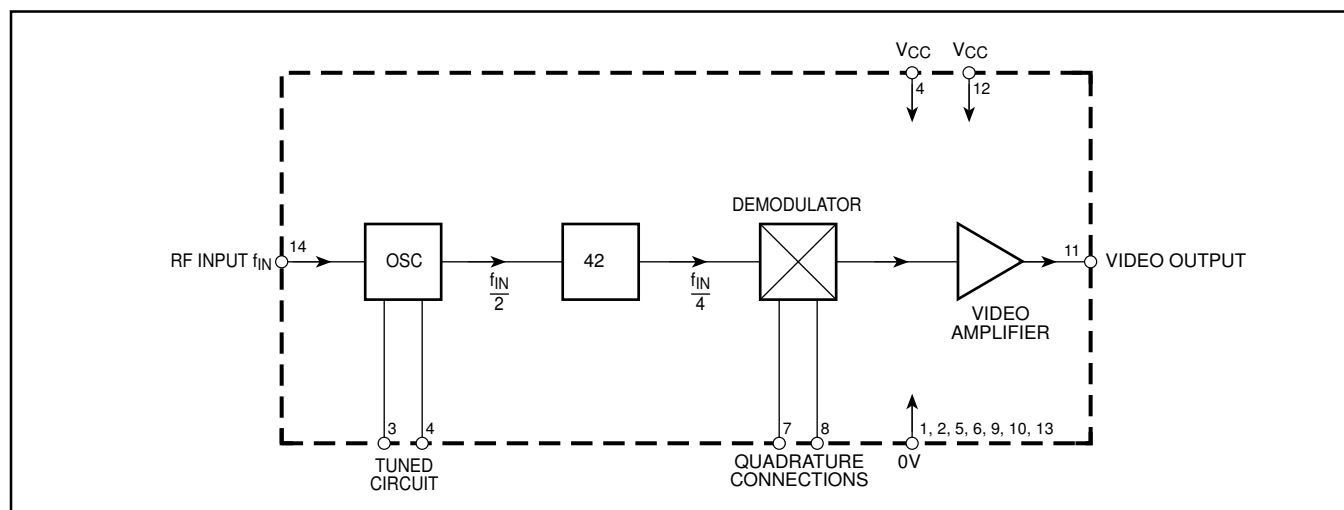 VCC VCC
4 12
DEMODULATOR
RF INPUT fIN
14
OSC
fIN
2
42
fIN
4
11
VIDEO OUTPUT
VIDEO
AMPLIFIER
3 4
TUNED
CIRCUIT
7 8
QUADRATURE
CONNECTIONS
1, 2, 5, 6, 9, 10, 13
0V